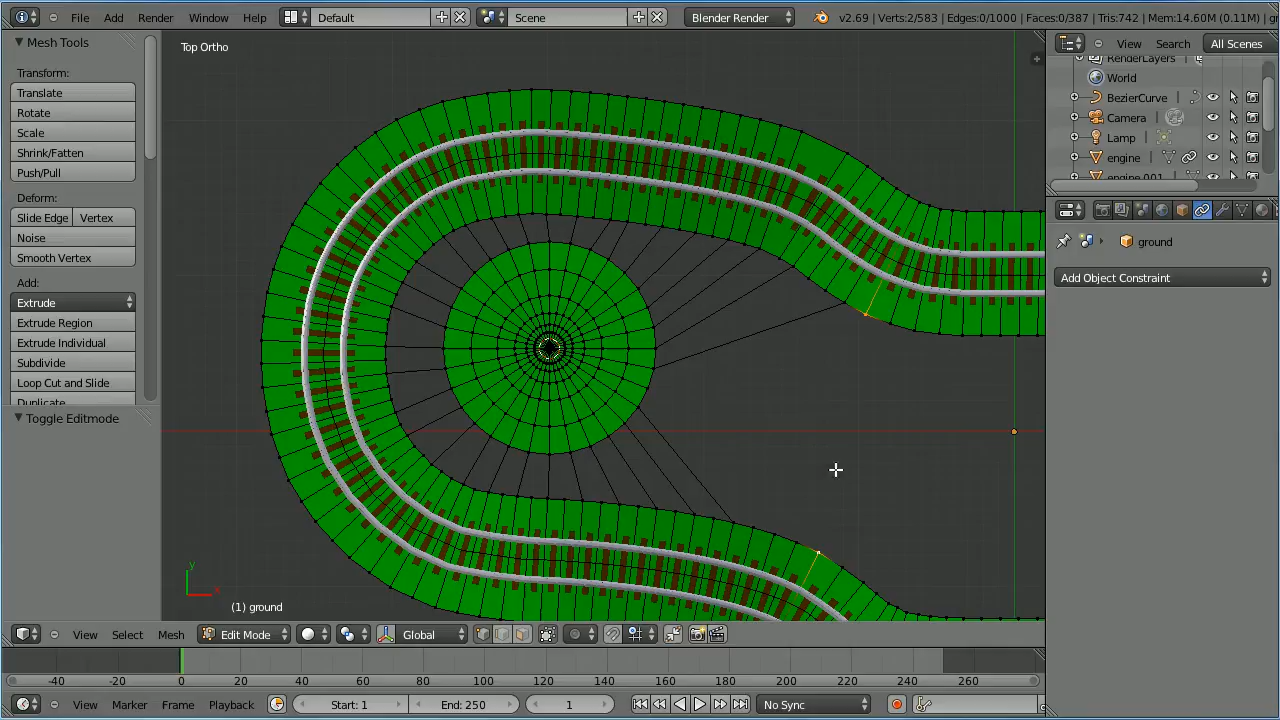 File Add Render Window Help Default Scene Blender Render v2.69 | Verts:2/583 | Edges:0/1000 | Faces:0/387 | Tris:742 | Mem:14.60M (0.11M) | gr
Mesh Tools
Transform:
Translate
Rotate
Scale
Shrink/Fatten
Push/Pull
Deform:
Slide Edge Vertex
Noise
Smooth Vertex
Add:
Extrude
Extrude Region
Extrude Individual
Subdivide
Loop Cut and Slide
Duplicate
Toggle Editmode
Top Ortho
y
x
(1) ground
View Search All Scenes
RenderLayers
World
BezierCurve
Camera
Lamp
engine
engine.001
ground
Add Object Constraint
View Select Mesh Edit Mode Global
-40 -20 0 20 40 60 80 100 120 140 160 180 200 220 240 260
View Marker Frame Playback Start: 1 End: 250 1 No Sync